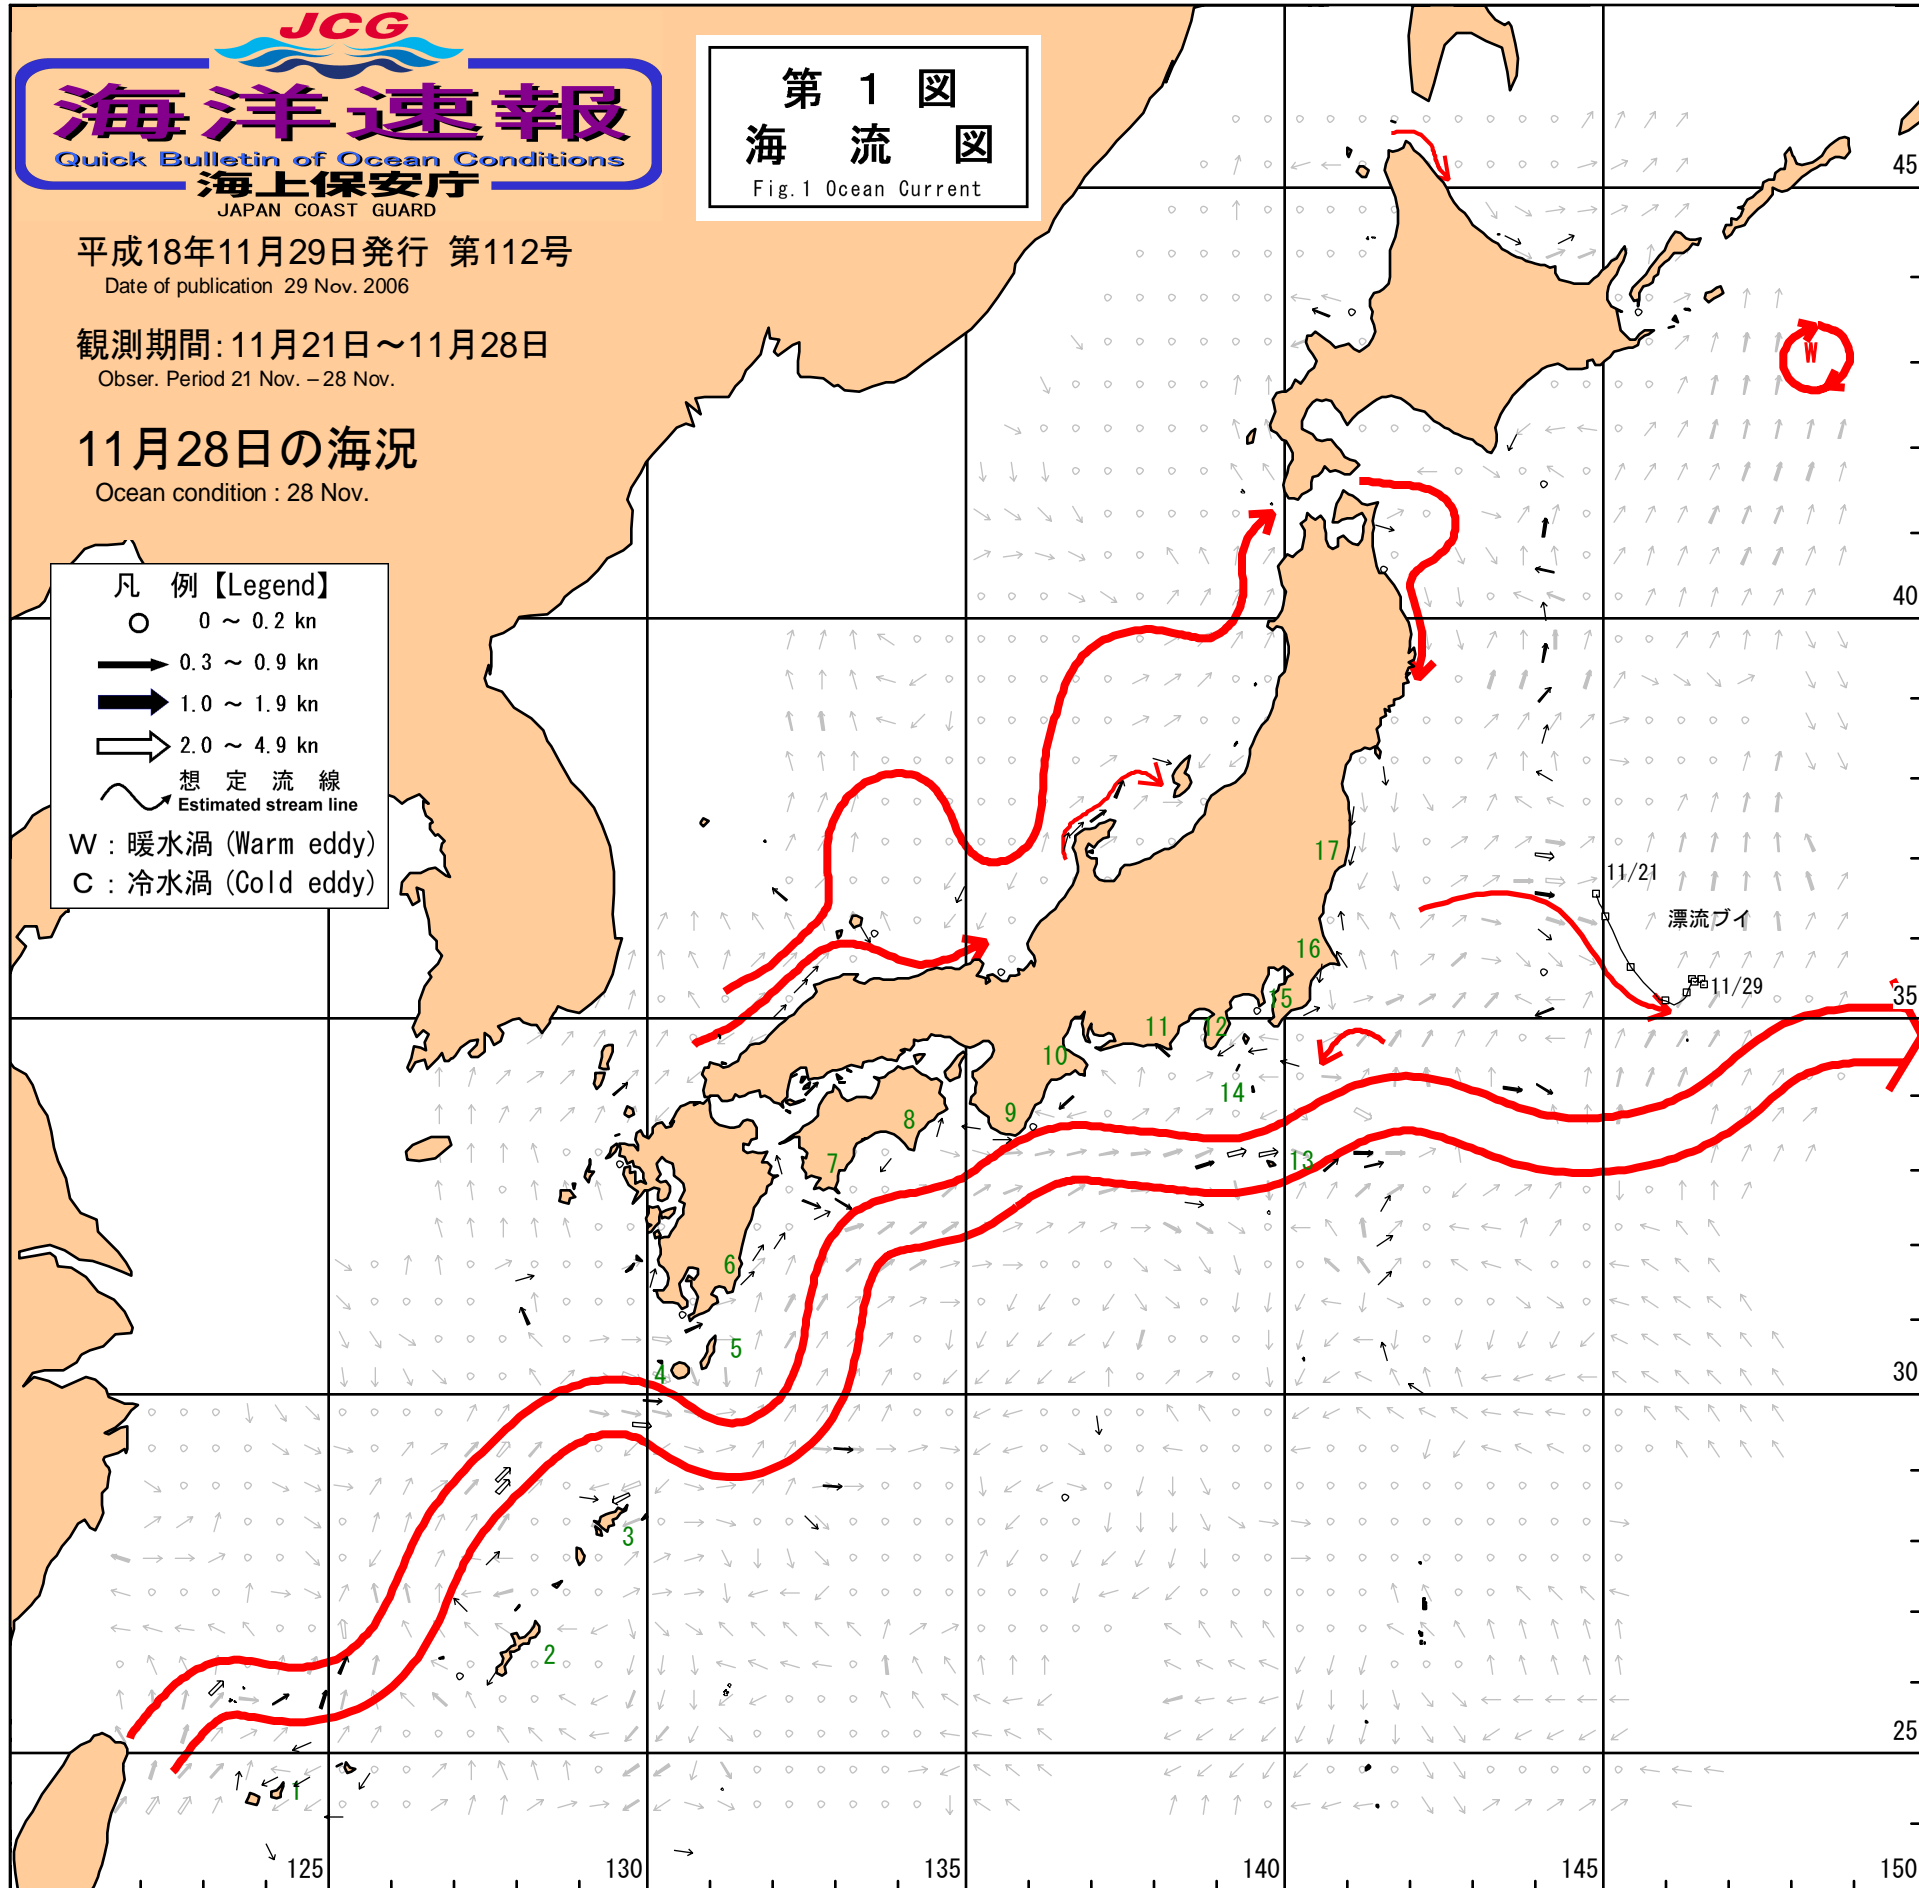 JCG
海洋速報
Quick Bulletin of Ocean Conditions
海上保安庁
JAPAN COAST GUARD
第 1 図
海 流 図
Fig.1 Ocean Current
平成18年11月29日発行 第112号
Date of publication 29 Nov. 2006
観測期間:11月21日～11月28日
Obser. Period 21 Nov. – 28 Nov.
11月28日の海況
Ocean condition : 28 Nov.
凡 例【Legend】
0 ～ 0.2 kn
0.3 ～ 0.9 kn
1.0 ～ 1.9 kn
2.0 ～ 4.9 kn
想 定 流 線
Estimated stream line
W : 暖水渦 (Warm eddy)
C : 冷水渦 (Cold eddy)
45
W
40
17
11/21
漂流ブイ
16
11/29
15
35
11
12
10
14
9
8
13
7
6
5
4
30
3
2
25
1
125
130
135
140
145
150